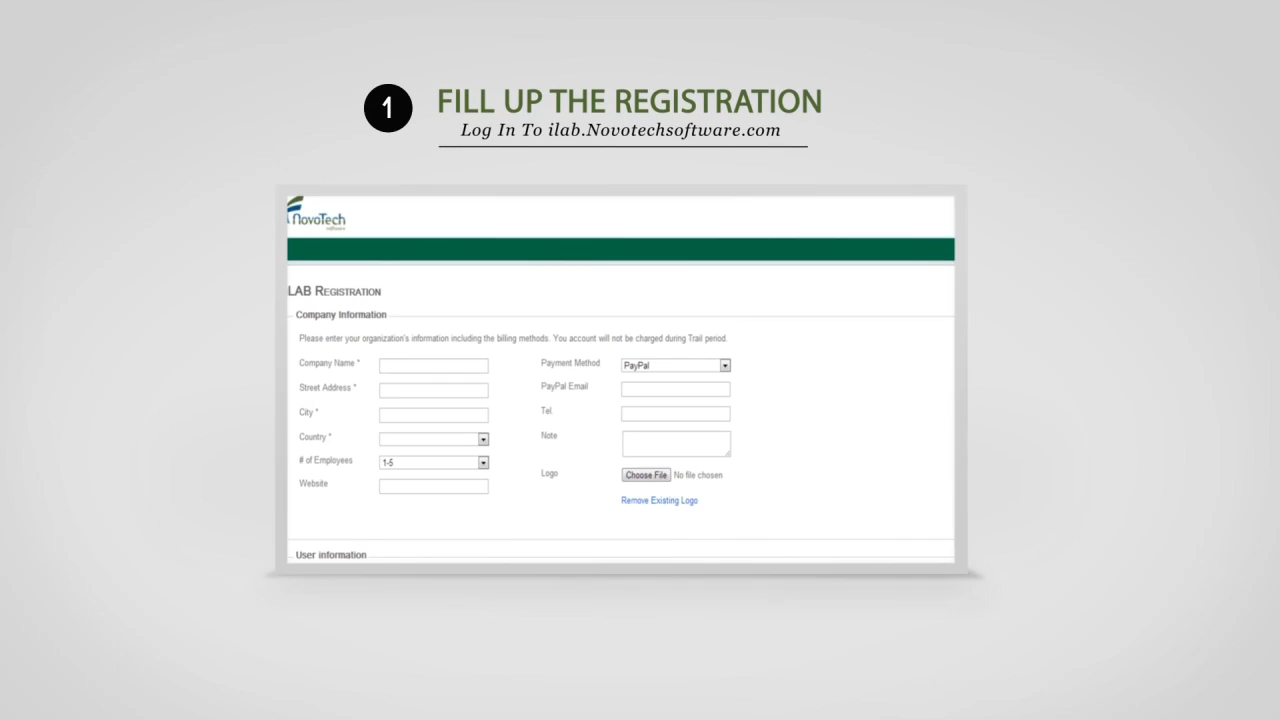 1
FILL UP THE REGISTRATION
Log In To ilab.Novotechsoftware.com
NovoTech
software
LAB REGISTRATION
Company Information
Please enter your organization's information including the billing methods. You account will not be charged during Trail period.
Company Name * Payment Method PayPal
Street Address * PayPal Email
City * Tel.
Country * Note
# of Employees 1-5
Website Logo Choose File No file chosen
Remove Existing Logo
User information